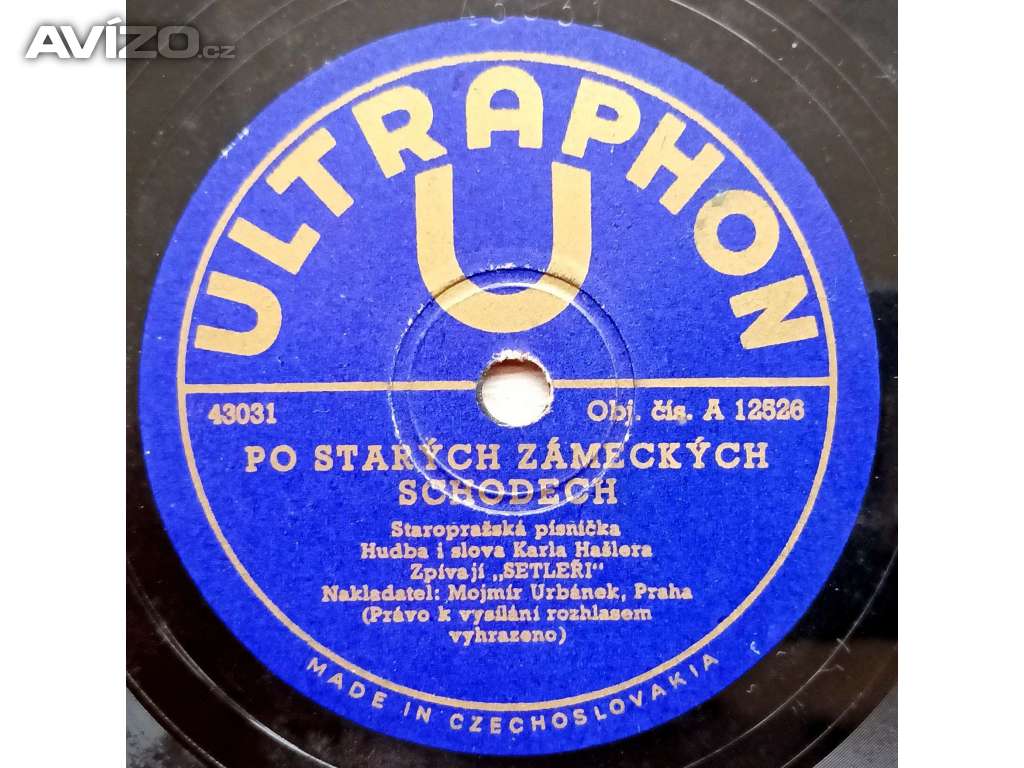 AVÍZO.cz
43031
ULTRAPHON
U
43031 Obj. čís. A 12526
PO STARÝCH ZÁMECKÝCH
SCHODECH
Staropražská písnička
Hudba i slova Karla Hašlera
Zpívají „SETLEŘI"
Nakladatel: Mojmír Urbánek, Praha
(Právo k vysílání rozhlasem
vyhrazeno)
MADE IN CZECHOSLOVAKIA